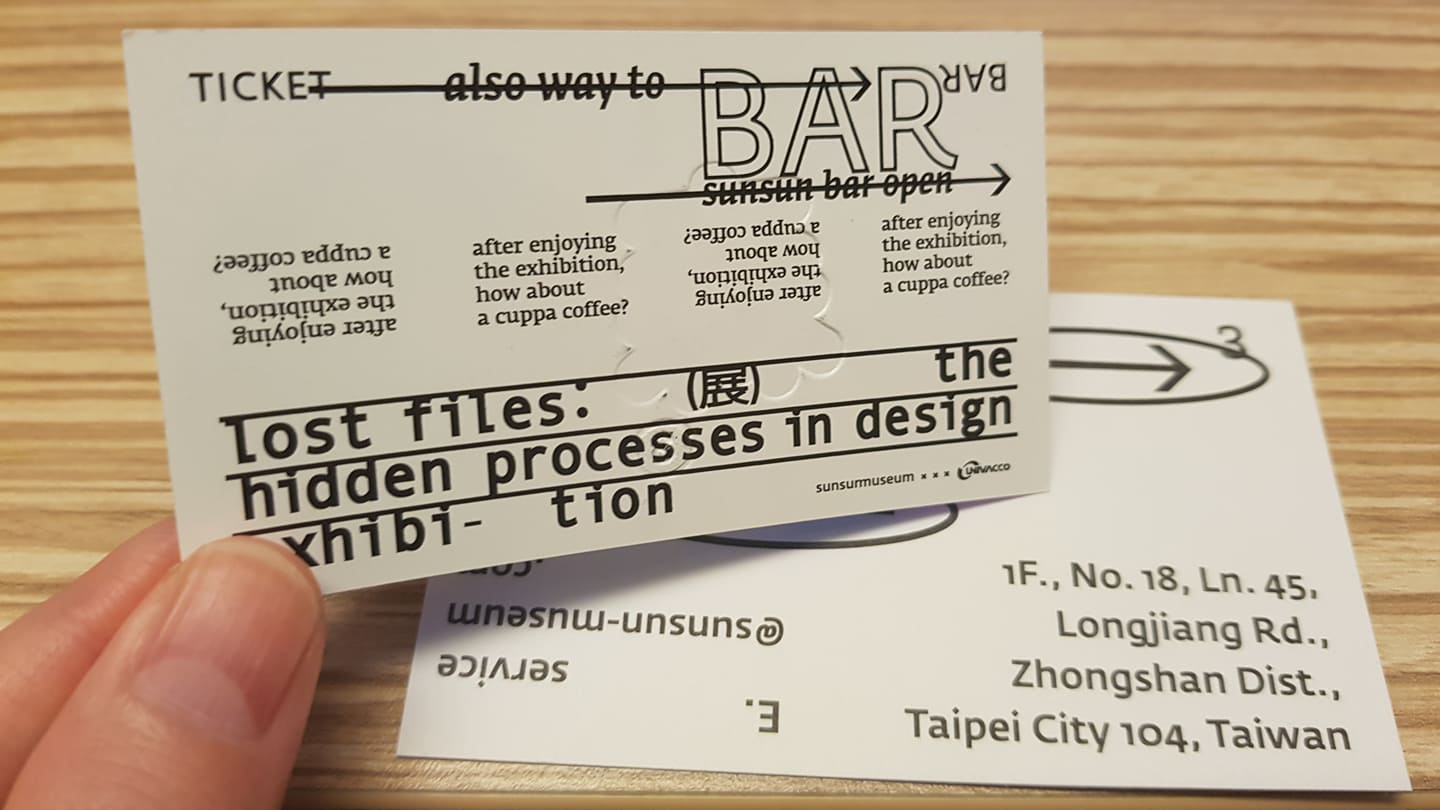 TICKET also way to BAR BAR
sunsun bar open
after enjoying
the exhibition,
how about
a cuppa coffee?
after enjoying
the exhibition,
how about
a cuppa coffee?
after enjoying
the exhibition,
how about
a cuppa coffee?
after enjoying
the exhibition,
how about
a cuppa coffee?
lost files: (展) the
hidden processes in design
xhibi- tion
sunsurmuseum x x x UNIVACCO
3
1F., No. 18, Ln. 45,
Longjiang Rd.,
Zhongshan Dist.,
Taipei City 104, Taiwan
E.
service
@sunsun-museum
.com